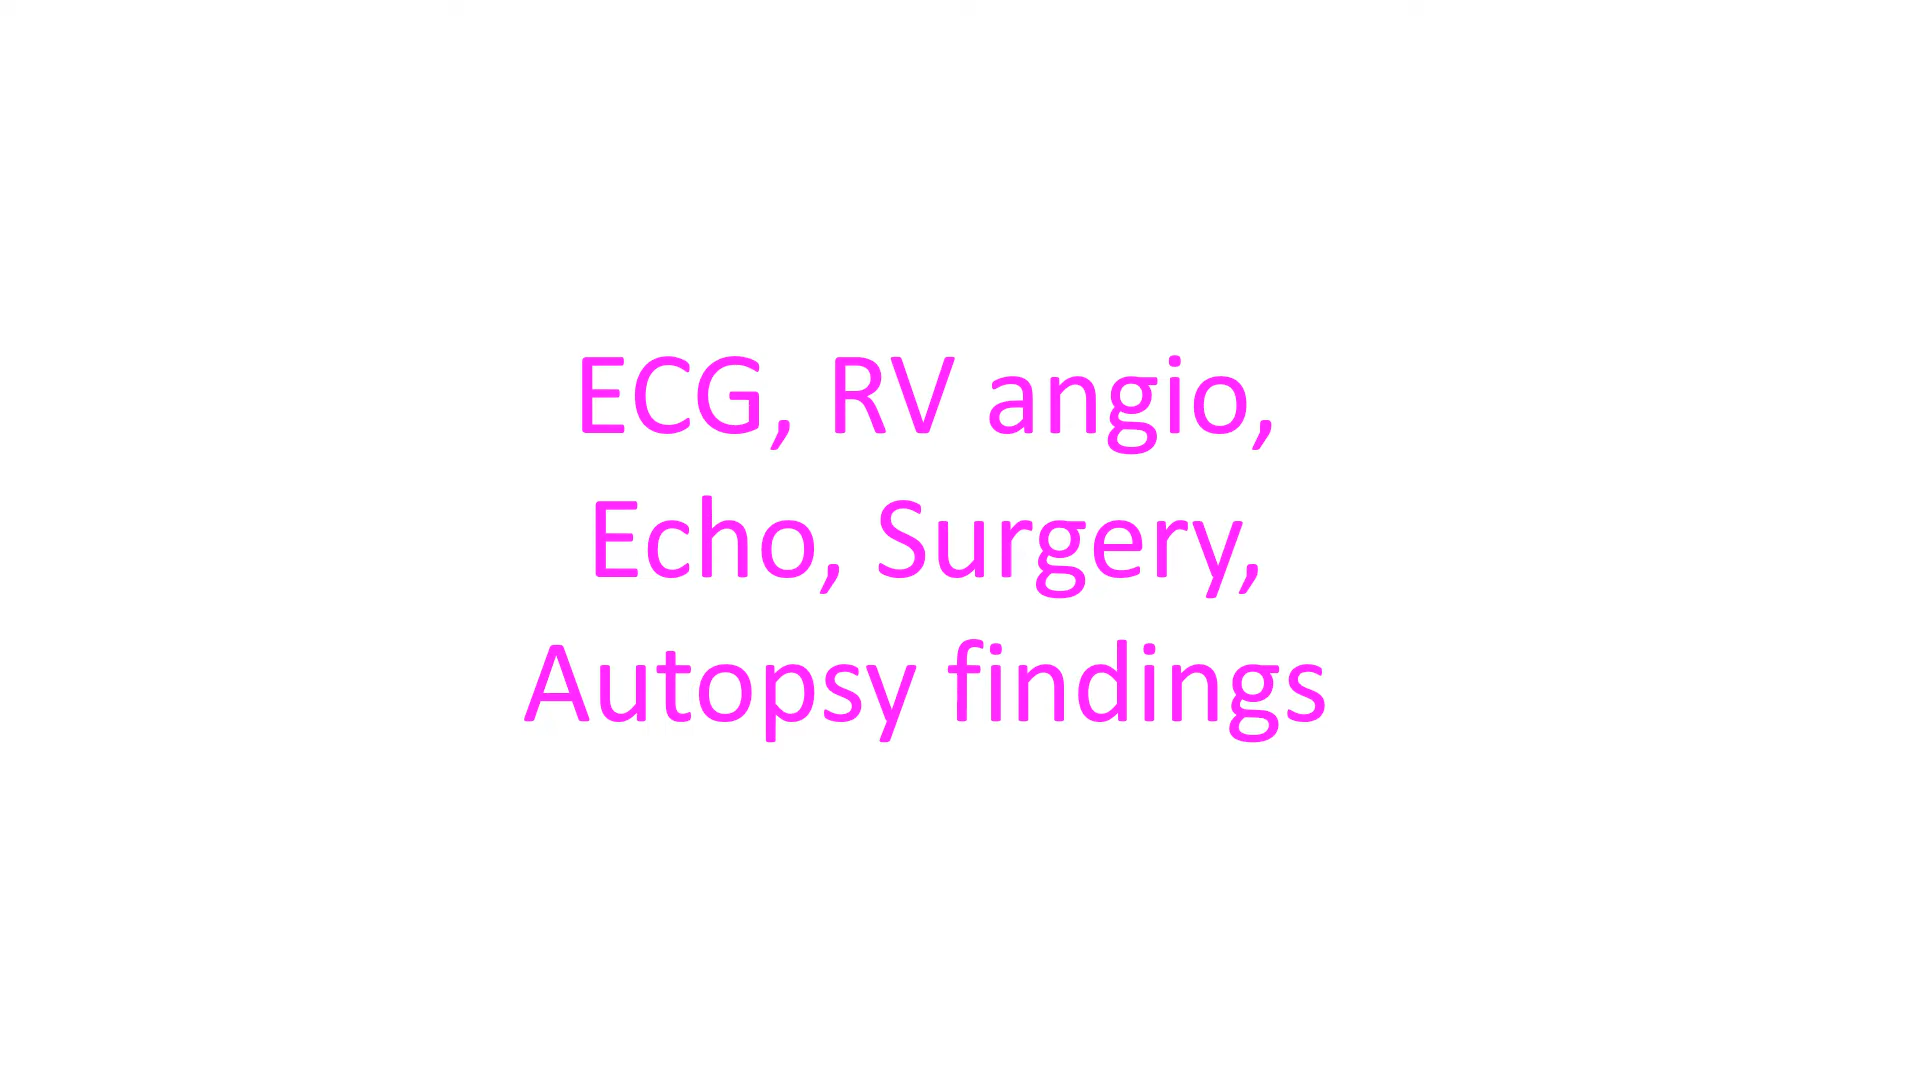 ECG, RV angio,
Echo, Surgery,
Autopsy findings